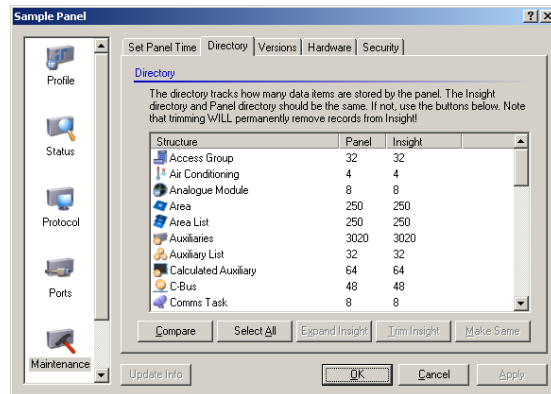 Sample Panel
Profile
Status
Protocol
Ports
Maintenance
Set Panel Time Directory Versions Hardware Security
Directory
The directory tracks how many data items are stored by the panel. The Insight
directory and Panel directory should be the same. If not, use the buttons below. Note
that trimming WILL permanently remove records from Insight!
Structure Panel Insight
Access Group 32 32
Air Conditioning 4 4
Analogue Module 8 8
Area 250 250
Area List 250 250
Auxiliaries 3020 3020
Auxiliary List 32 32
Calculated Auxiliary 64 64
C-Bus 48 48
Comms Task 8 8
Compare Select All Expand Insight Trim Insight Make Same
Update Info OK Cancel Apply